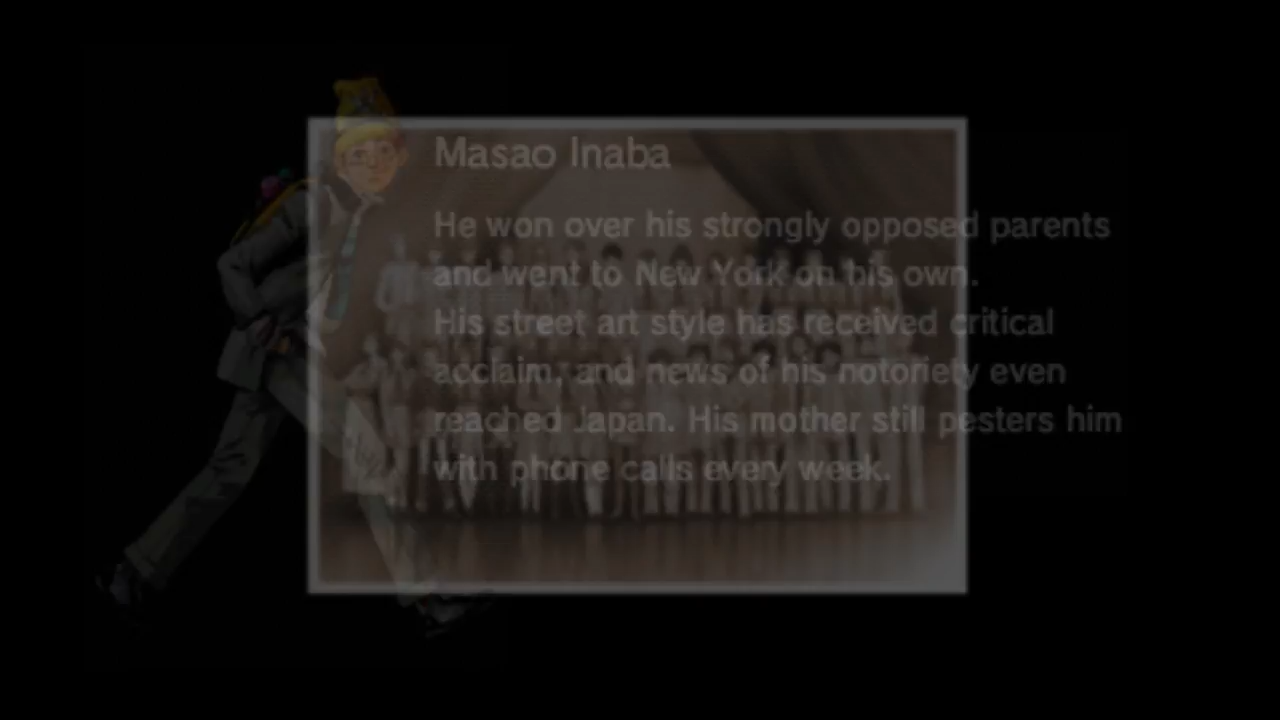 Masao Inaba
He won over his strongly opposed parents
and went to New York on his own.
His street art style has received critical
acclaim, and news of his notoriety even
reached Japan. His mother still pesters him
with phone calls every week.